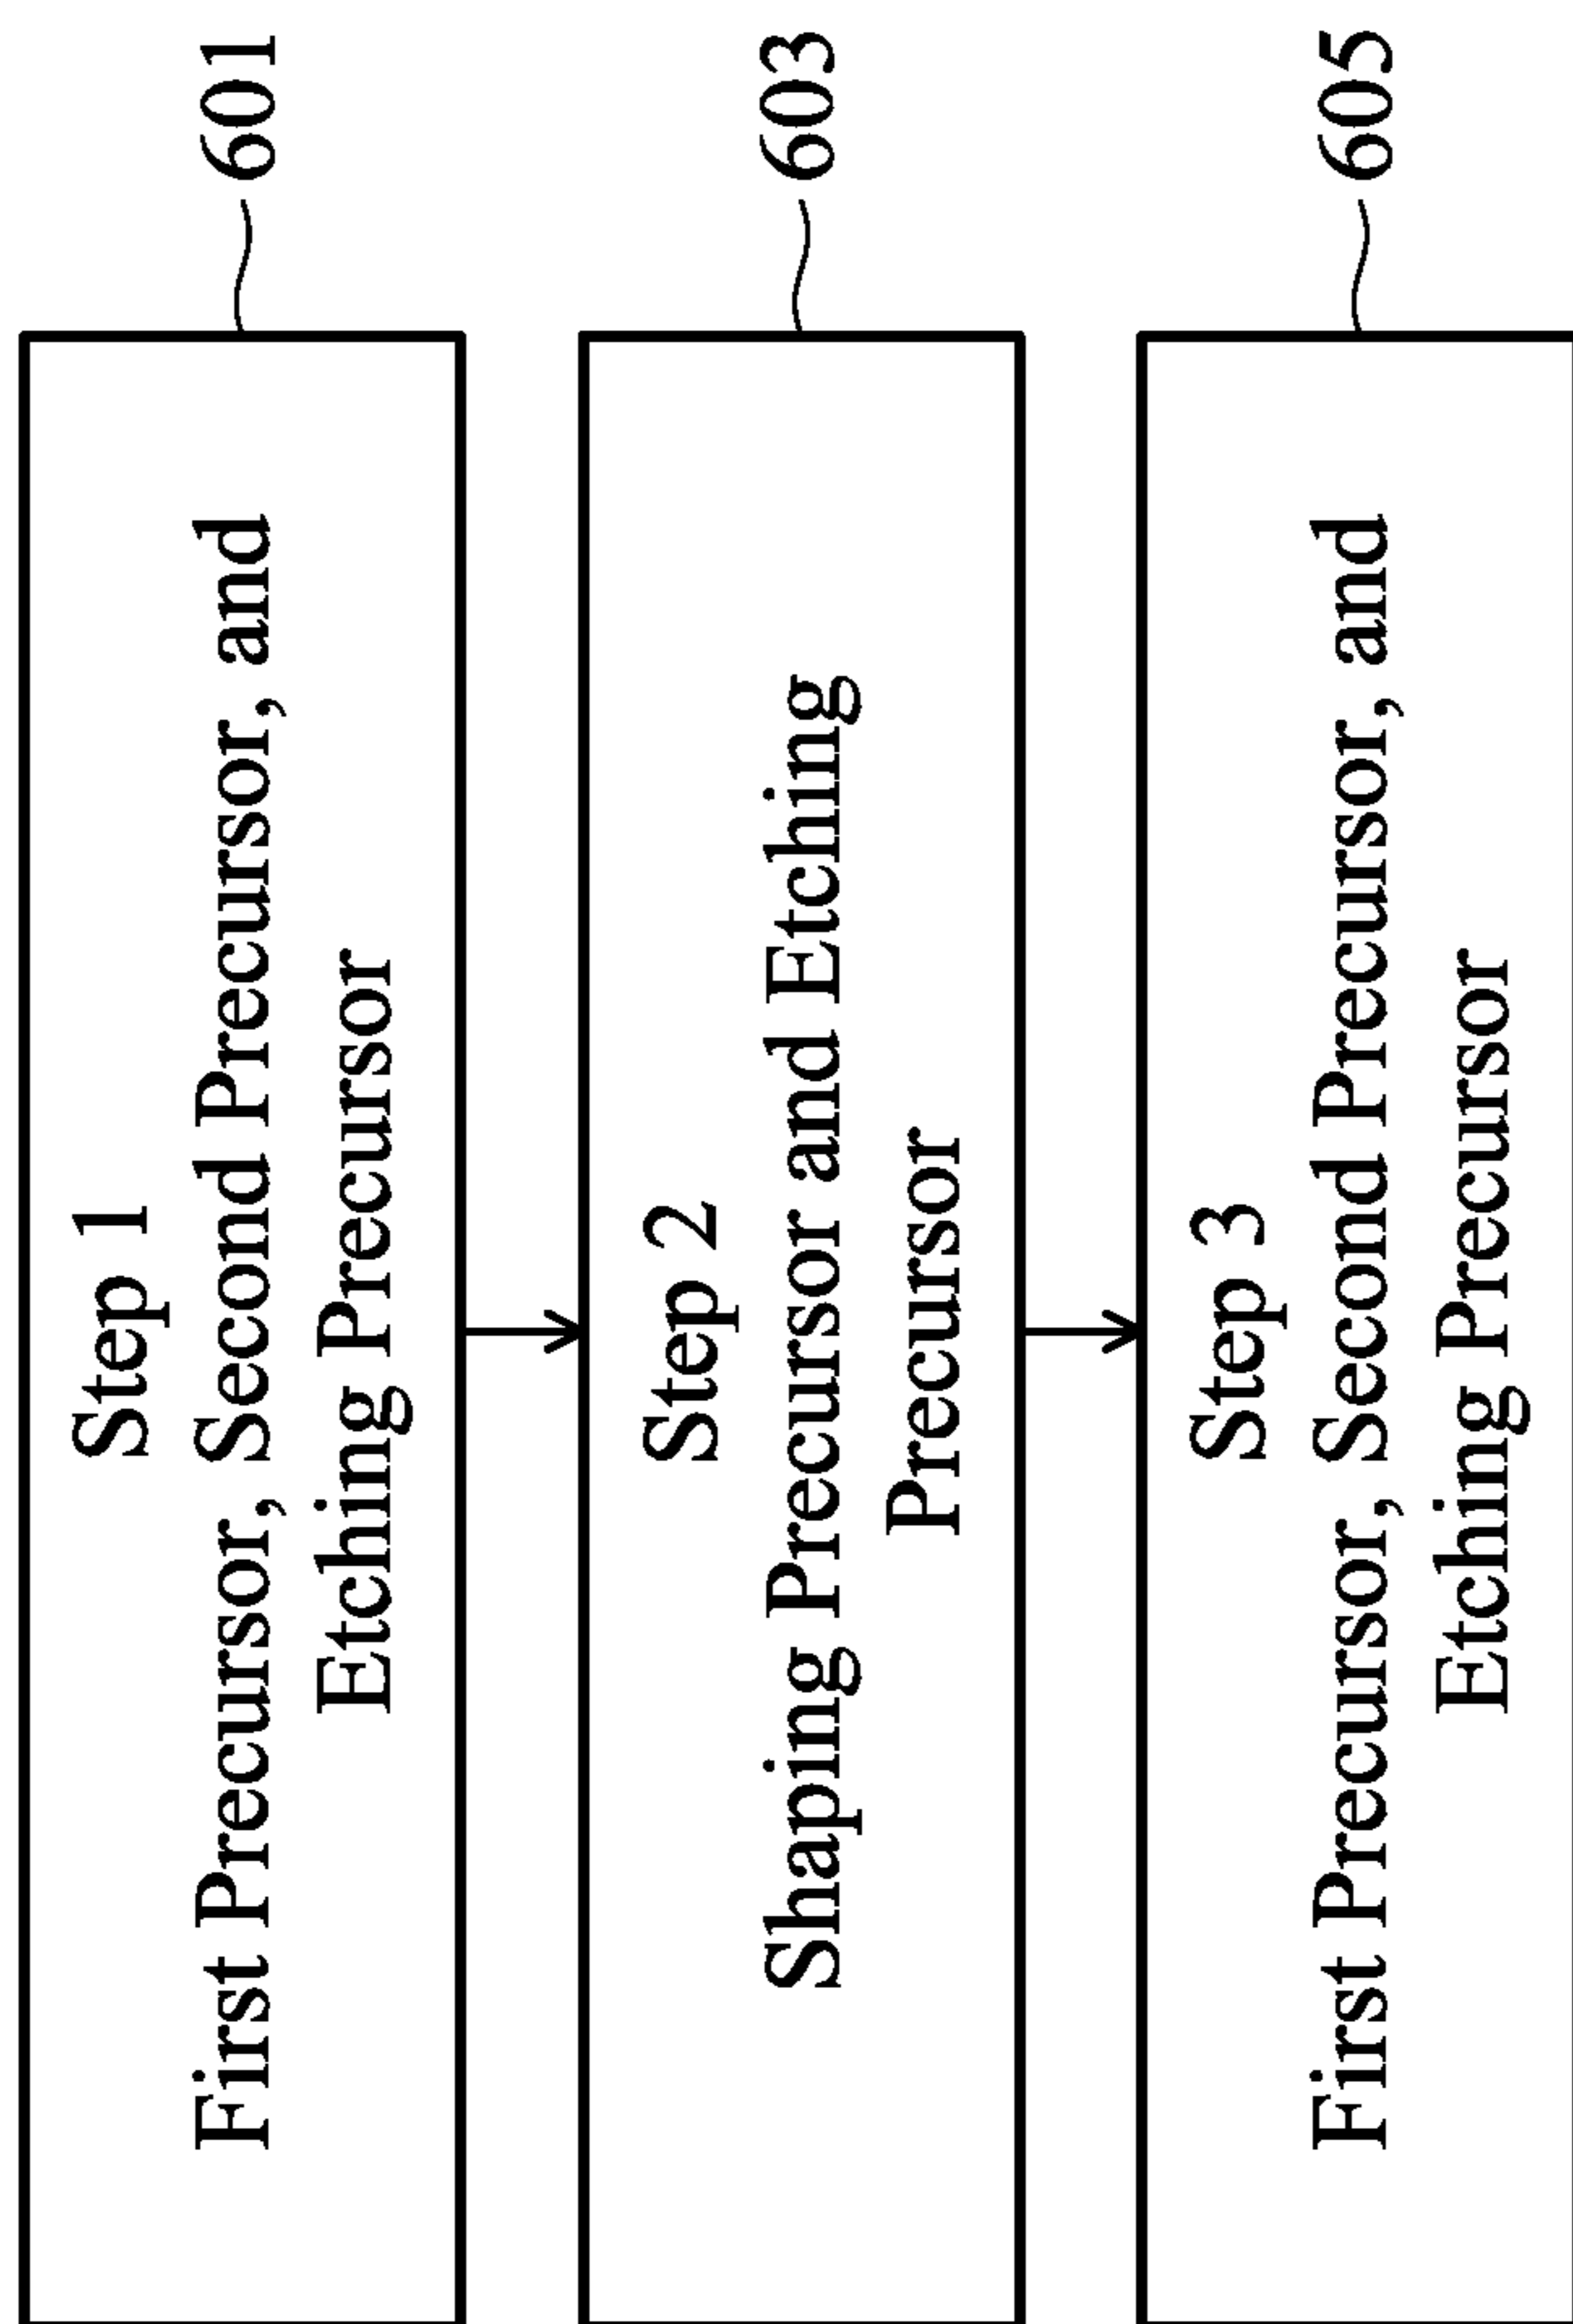 Step 1
First Precursor, Second Precursor, and
Etching Precursor
601
Step 2
Shaping Precursor and Etching
Precursor
603
Step 3
First Precursor, Second Precursor, and
Etching Precursor
605